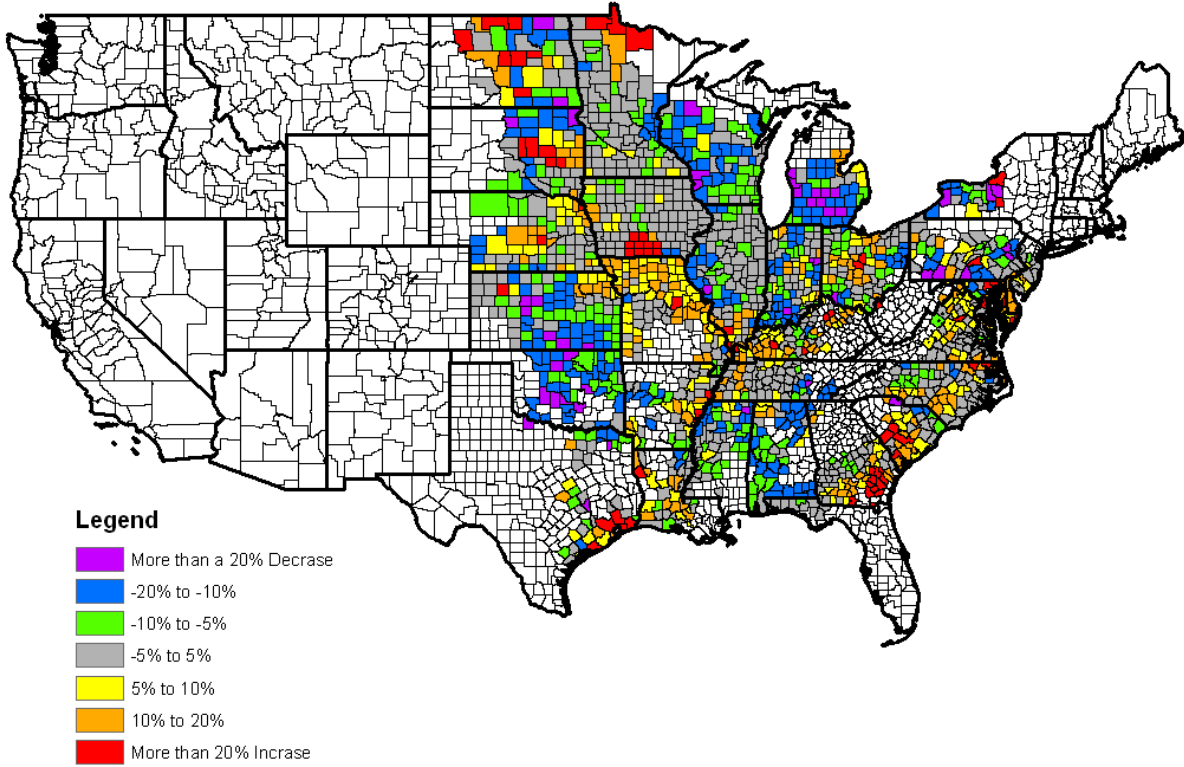 Legend
More than a 20% Decrase
-20% to -10%
-10% to -5%
-5% to 5%
5% to 10%
10% to 20%
More than 20% Incrase